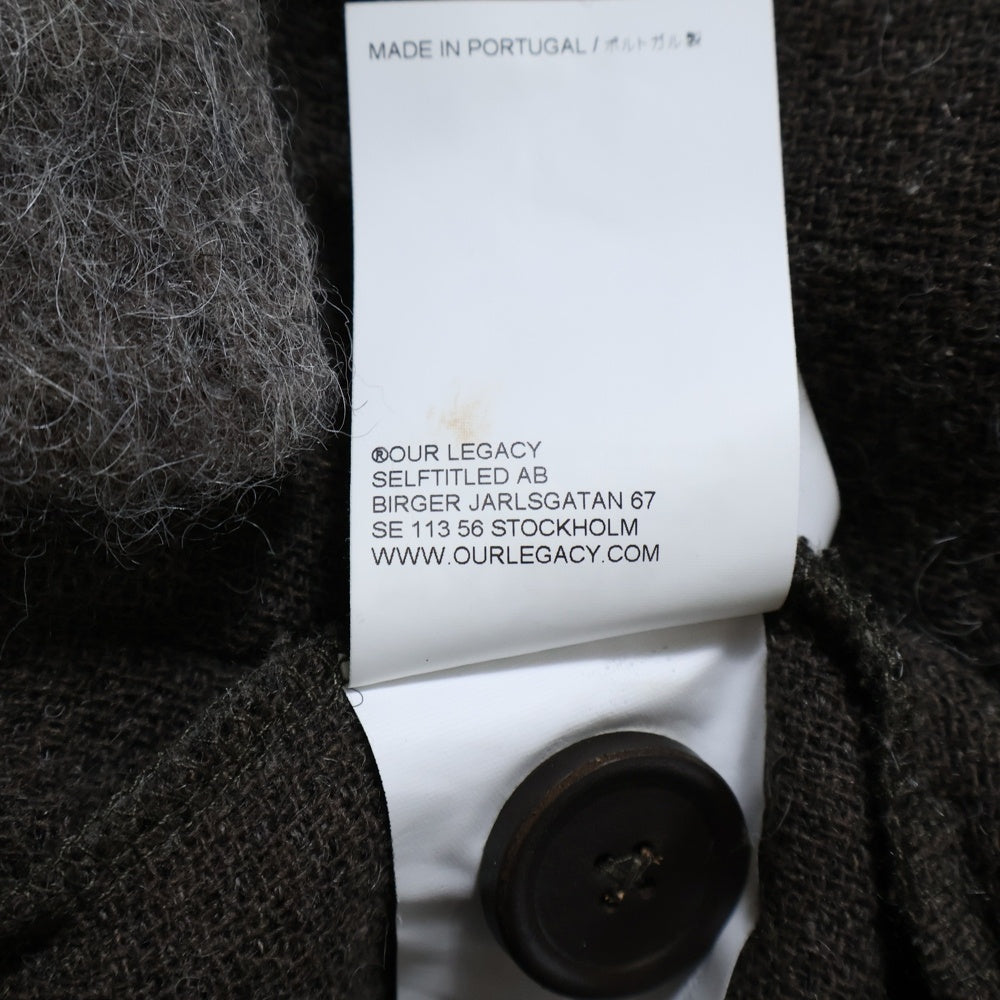 MADE IN PORTUGAL / ポルトガル製
®OUR LEGACY
SELFTITLED AB
BIRGER JARLSGATAN 67
SE 113 56 STOCKHOLM
WWW.OURLEGACY.COM